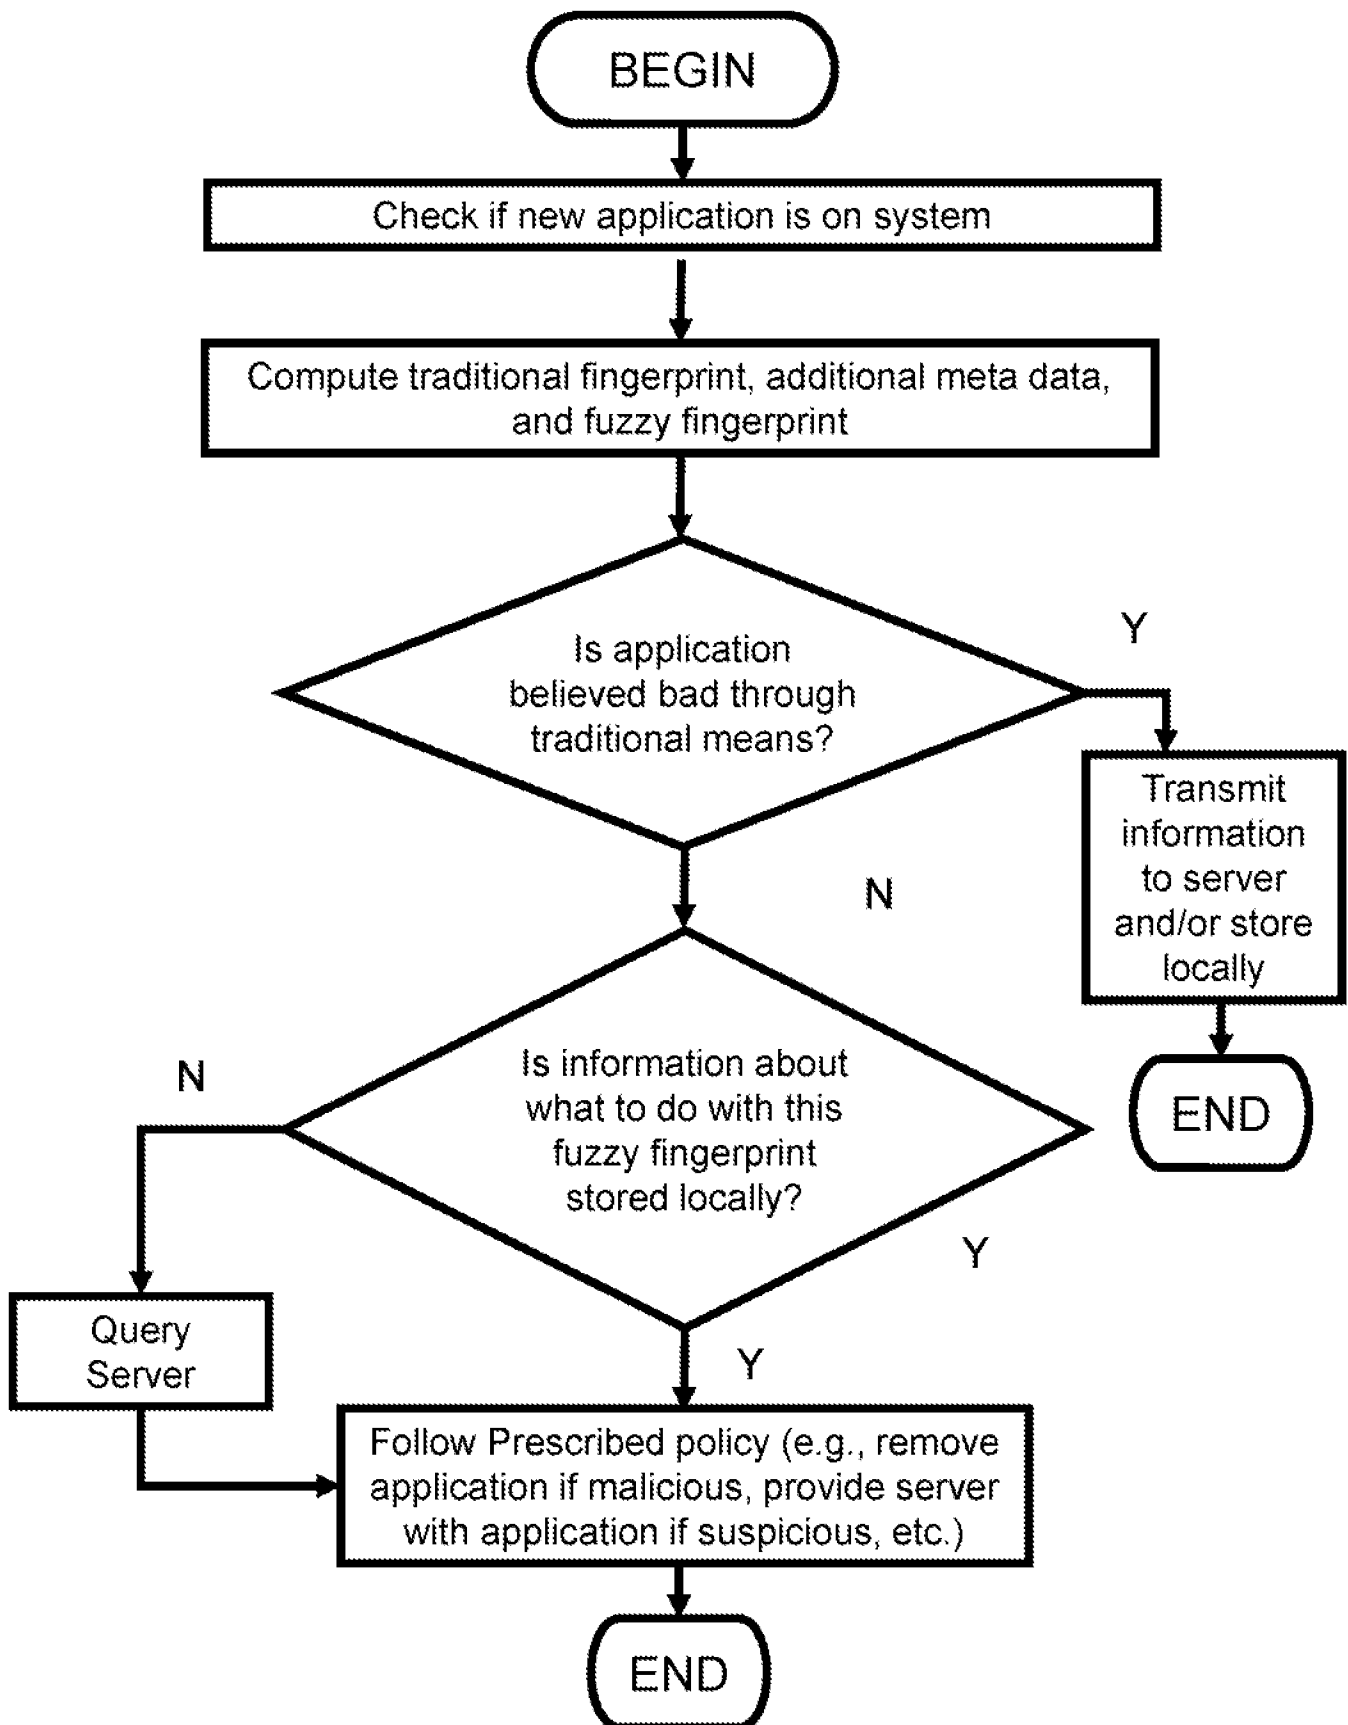 BEGIN
Check if new application is on system
Compute traditional fingerprint, additional meta data,
and fuzzy fingerprint
Is application
believed bad through
traditional means?
Y
Transmit
information
to server
and/or store
locally
END
N
Is information about
what to do with this
fuzzy fingerprint
stored locally?
N
Y
Query
Server
Y
Follow Prescribed policy (e.g., remove
application if malicious, provide server
with application if suspicious, etc.)
END